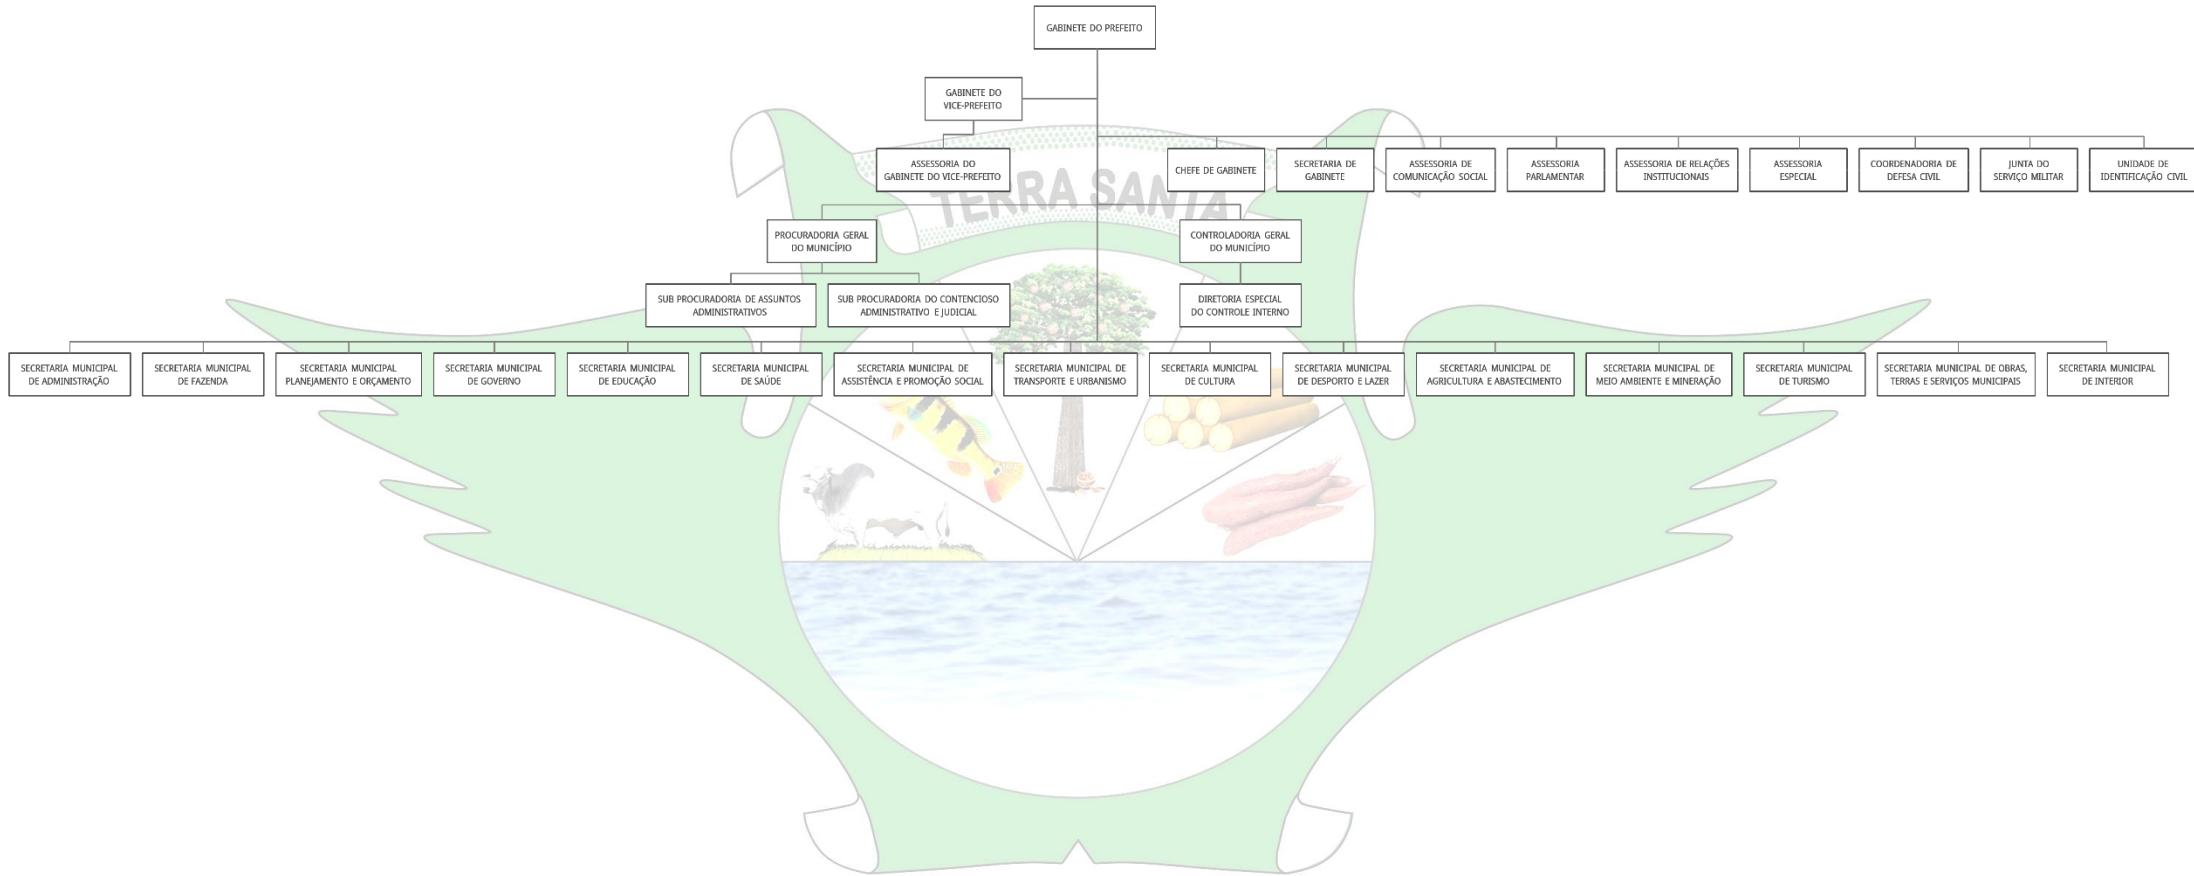 GABINETE DO PREFEITO
GABINETE DO
VICE-PREFEITO
ASSESSORIA DO
GABINETE DO VICE-PREFEITO
CHEFE DE GABINETE
SECRETARIA DE
GABINETE
ASSESSORIA DE
COMUNICAÇÃO SOCIAL
ASSESSORIA
PARLAMENTAR
ASSESSORIA DE RELAÇÕES
INSTITUCIONAIS
ASSESSORIA
ESPECIAL
COORDENADORIA DE
DEFESA CIVIL
JUNTA DO
SERVIÇO MILITAR
UNIDADE DE
IDENTIFICAÇÃO CIVIL
TERRA SANTA
PROCURADORIA GERAL
DO MUNICÍPIO
CONTROLADORIA GERAL
DO MUNICÍPIO
SUB PROCURADORIA DE ASSUNTOS
ADMINISTRATIVOS
SUB PROCURADORIA DO CONTENCIOSO
ADMINISTRATIVO E JUDICIAL
DIRETORIA ESPECIAL
DO CONTROLE INTERNO
SECRETARIA MUNICIPAL
DE ADMINISTRAÇÃO
SECRETARIA MUNICIPAL
DE FAZENDA
SECRETARIA MUNICIPAL
PLANEJAMENTO E ORÇAMENTO
SECRETARIA MUNICIPAL
DE GOVERNO
SECRETARIA MUNICIPAL
DE EDUCAÇÃO
SECRETARIA MUNICIPAL
DE SAÚDE
SECRETARIA MUNICIPAL DE
ASSISTÊNCIA E PROMOÇÃO SOCIAL
SECRETARIA MUNICIPAL DE
TRANSPORTE E URBANISMO
SECRETARIA MUNICIPAL
DE CULTURA
SECRETARIA MUNICIPAL
DE DESPORTO E LAZER
SECRETARIA MUNICIPAL DE
AGRICULTURA E ABASTECIMENTO
SECRETARIA MUNICIPAL DE
MEIO AMBIENTE E MINERAÇÃO
SECRETARIA MUNICIPAL
DE TURISMO
SECRETARIA MUNICIPAL DE OBRAS,
TERRAS E SERVIÇOS MUNICIPAIS
SECRETARIA MUNICIPAL
DE INTERIOR